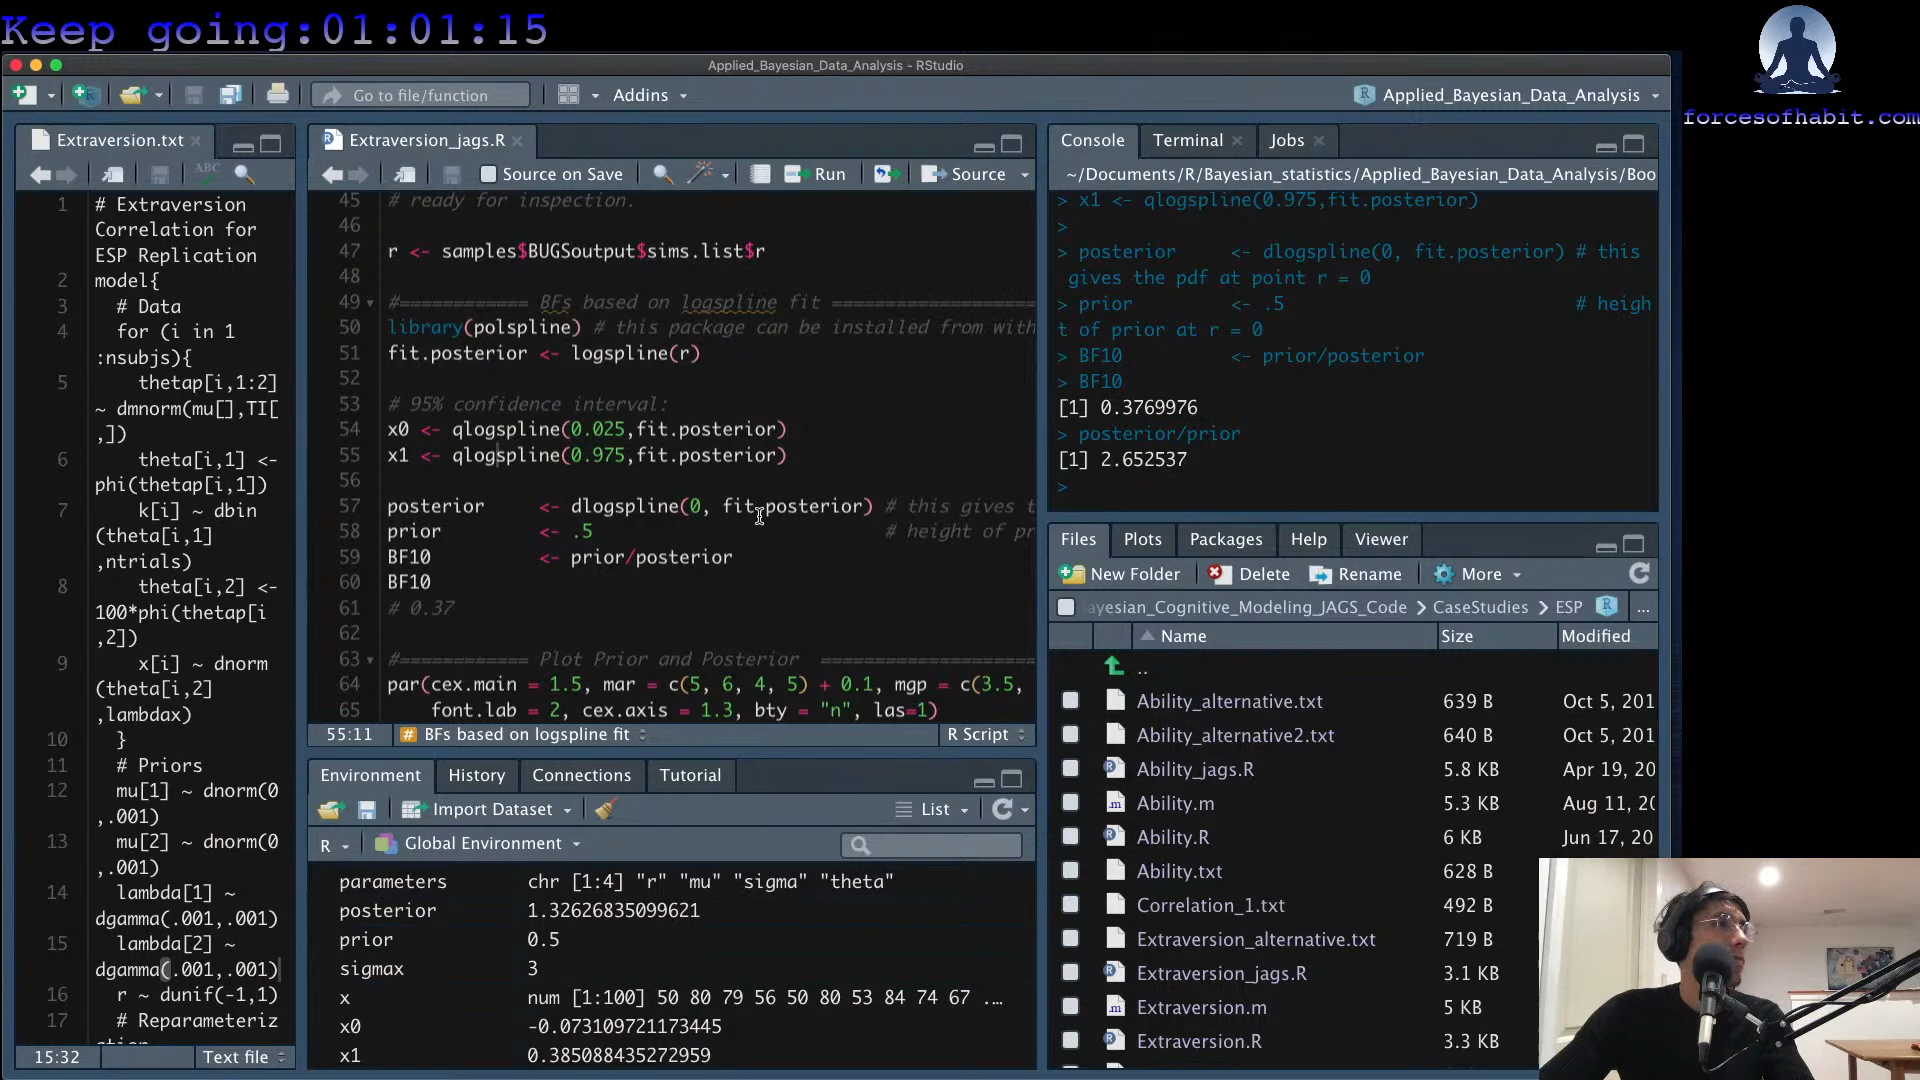 Keep going:01:01:15
forcesofhabit.com
Applied_Bayesian_Data_Analysis - RStudio
Go to file/function
Addins
Applied_Bayesian_Data_Analysis
Extraversion.txt
ABC
1 # Extraversion
Correlation for
ESP Replication
2 model{
3 # Data
4 for (i in 1
:nsubjs){
5 thetap[i,1:2]
~ dmnorm(mu[],TI[
,])
6 theta[i,1] <-
phi(thetap[i,1])
7 k[i] ~ dbin
(theta[i,1]
,ntrials)
8 theta[i,2] <-
100*phi(thetap[i
,2])
9 x[i] ~ dnorm
(theta[i,2]
,lambdax)
10 }
11 # Priors
12 mu[1] ~ dnorm(0
,.001)
13 mu[2] ~ dnorm(0
,.001)
14 lambda[1] ~
dgamma(.001,.001)
15 lambda[2] ~
dgamma(.001,.001)
16 r ~ dunif(-1,1)
17 # Reparameteriz
15:32
Text file
Extraversion_jags.R
Source on Save
Run
Source
45 # ready for inspection.
46
47 r <- samples$BUGSoutput$sims.list$r
48
49 #============ BFs based on logspline fit ===================
50 library(polspline) # this package can be installed from with
51 fit.posterior <- logspline(r)
52
53 # 95% confidence interval:
54 x0 <- qlogspline(0.025,fit.posterior)
55 x1 <- qlogspline(0.975,fit.posterior)
56
57 posterior <- dlogspline(0, fit.posterior) # this gives t
58 prior <- .5 # height of pr
59 BF10 <- prior/posterior
60 BF10
61 # 0.37
62
63 #============ Plot Prior and Posterior ====================
64 par(cex.main = 1.5, mar = c(5, 6, 4, 5) + 0.1, mgp = c(3.5,
65 font.lab = 2, cex.axis = 1.3, bty = "n", las=1)
55:11
# BFs based on logspline fit
R Script
Environment
History
Connections
Tutorial
Import Dataset
List
R
Global Environment
parameters chr [1:4] "r" "mu" "sigma" "theta"
posterior 1.32626835099621
prior 0.5
sigmax 3
x num [1:100] 50 80 79 56 50 80 53 84 74 67 ...
x0 -0.073109721173445
x1 0.385088435272959
Console
Terminal
Jobs
~/Documents/R/Bayesian_statistics/Applied_Bayesian_Data_Analysis/Boo
> x1 <- qlogspline(0.975,fit.posterior)
>
> posterior <- dlogspline(0, fit.posterior) # this
gives the pdf at point r = 0
> prior <- .5 # heigh
t of prior at r = 0
> BF10 <- prior/posterior
> BF10
[1] 0.3769976
> posterior/prior
[1] 2.652537
>
Files
Plots
Packages
Help
Viewer
New Folder
Delete
Rename
More
ayesian_Cognitive_Modeling_JAGS_Code
CaseStudies
ESP
...
Name Size Modified
..
Ability_alternative.txt 639 B Oct 5, 201
Ability_alternative2.txt 640 B Oct 5, 201
Ability_jags.R 5.8 KB Apr 19, 20
Ability.m 5.3 KB Aug 11, 20
Ability.R 6 KB Jun 17, 20
Ability.txt 628 B
Correlation_1.txt 492 B
Extraversion_alternative.txt 719 B
Extraversion_jags.R 3.1 KB
Extraversion.m 5 KB
Extraversion.R 3.3 KB